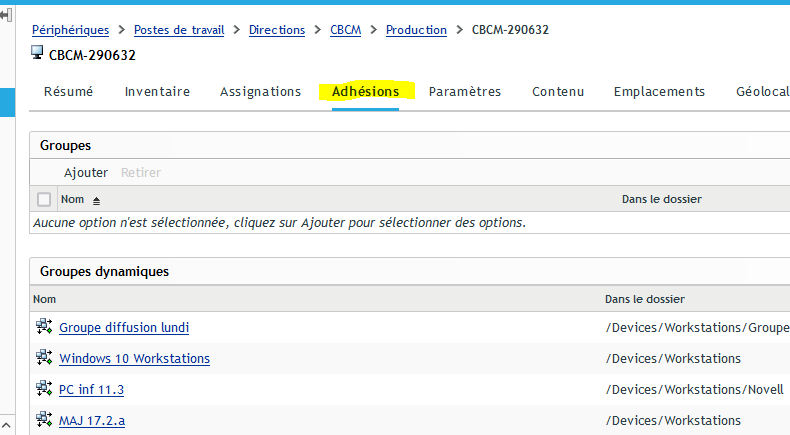 Périphériques > Postes de travail > Directions > CBCM > Production > CBCM-290632
CBCM-290632
Résumé Inventaire Assignations Adhésions Paramètres Contenu Emplacements Géolocal
Groupes
Ajouter Retirer
Nom Dans le dossier
Aucune option n'est sélectionnée, cliquez sur Ajouter pour sélectionner des options.
Groupes dynamiques
Nom Dans le dossier
Groupe diffusion lundi /Devices/Workstations/Groupe
Windows 10 Workstations /Devices/Workstations
PC inf 11.3 /Devices/Workstations/Novell
MAJ 17.2.a /Devices/Workstations